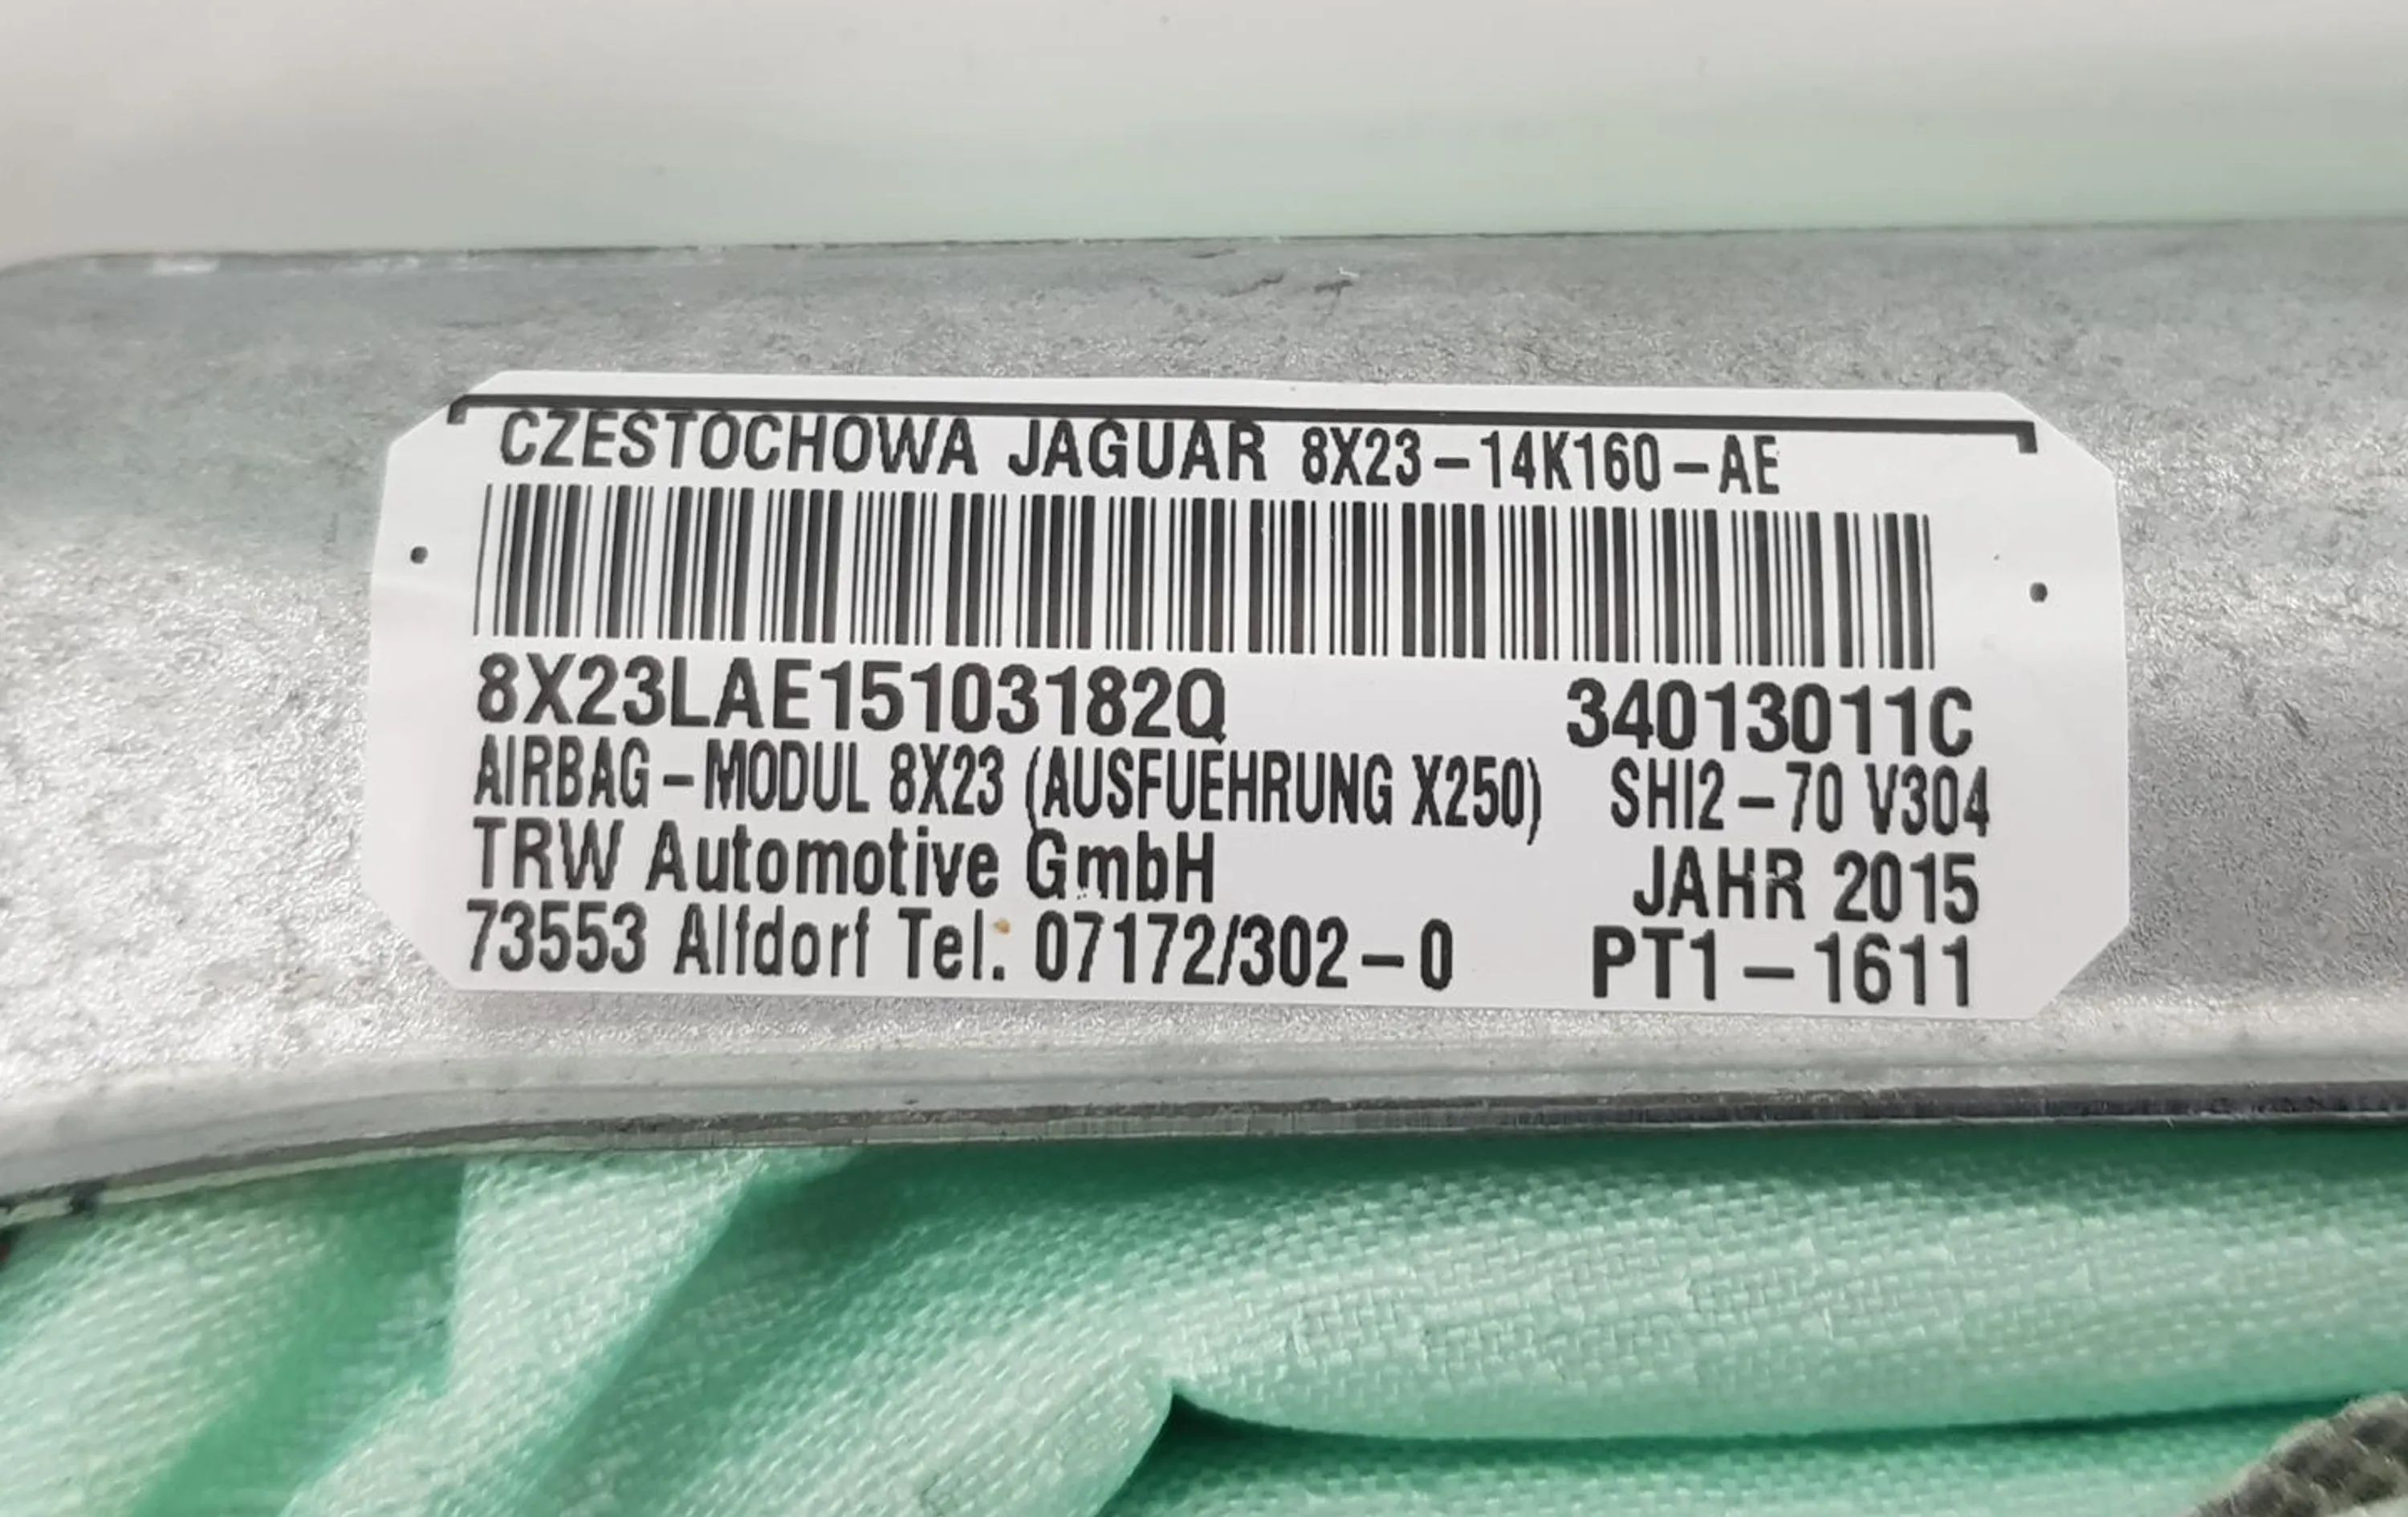 CZESTOCHOWA JAGUAR 8X23-14K160-AE
8X23LAE15103182Q 34013011C
AIRBAG-MODUL 8X23 (AUSFUEHRUNG X250) SHI2-70 V304
TRW Automotive GmbH JAHR 2015
73553 Alfdorf Tel. 07172/302-0 PT1-1611